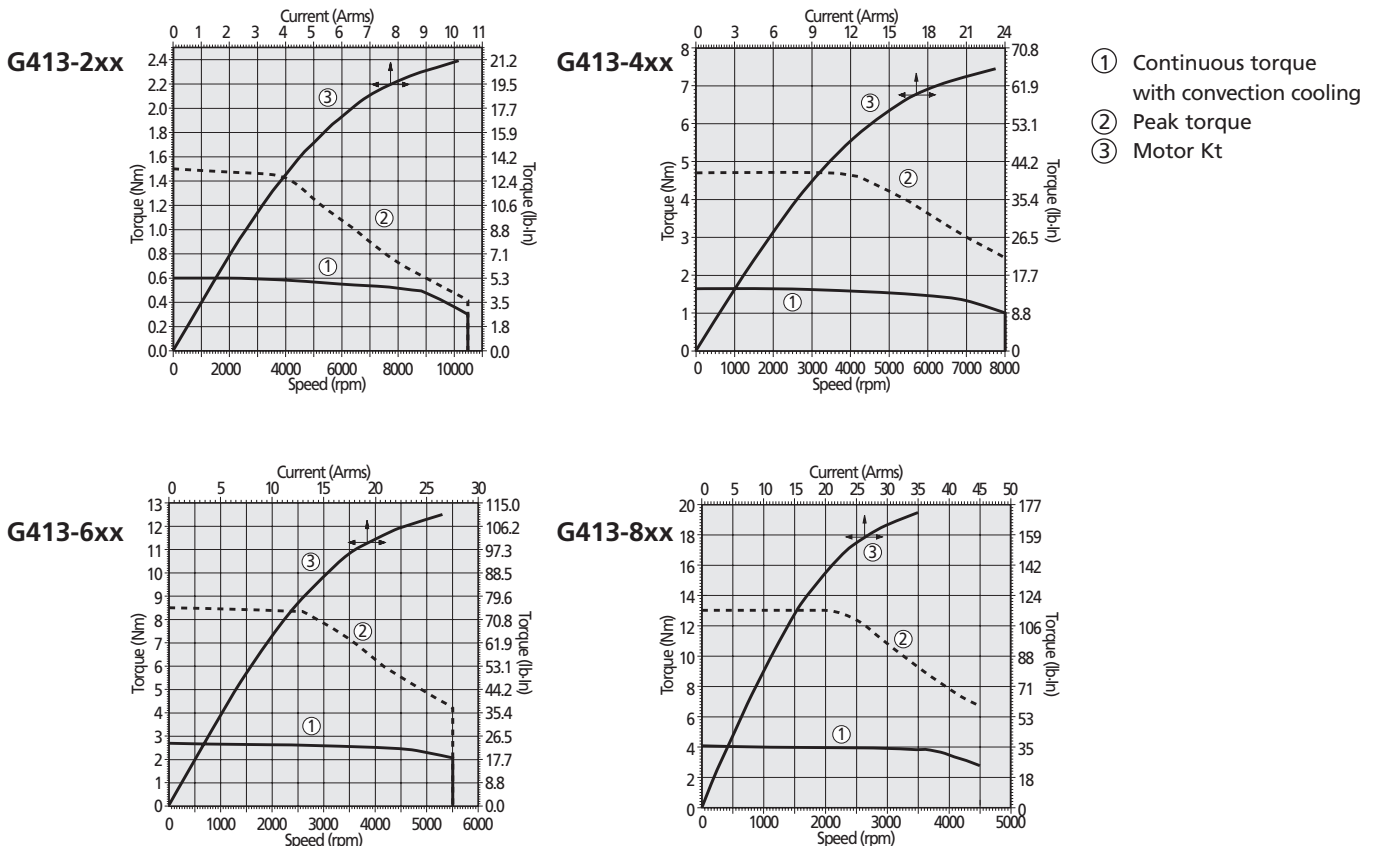 G413-2xx
Current (Arms)
0 1 2 3 4 5 6 7 8 9 10 11
2.4 21.2
2.2 19.5
2.0 17.7
1.8 15.9
1.6 14.2
1.4 12.4
1.2 10.6
1.0 8.8
0.8 7.1
0.6 5.3
0.4 3.5
0.2 1.8
0.0 0.0
Torque (Nm)
Torque (lb-In)
③
②
①
0 2000 4000 6000 8000 10000
Speed (rpm)
G413-4xx
Current (Arms)
0 3 6 9 12 15 18 21 24
8 70.8
7 61.9
6 53.1
5 44.2
4 35.4
3 26.5
2 17.7
1 8.8
0 0
Torque (Nm)
Torque (lb-In)
③
②
①
0 1000 2000 3000 4000 5000 6000 7000 8000
Speed (rpm)
① Continuous torque
with convection cooling
② Peak torque
③ Motor Kt
G413-6xx
Current (Arms)
0 5 10 15 20 25 30
13 115.0
12 106.2
11 97.3
10 88.5
9 79.6
8 70.8
7 61.9
6 53.1
5 44.2
4 35.4
3 26.5
2 17.7
1 8.8
0 0.0
Torque (Nm)
Torque (lb-In)
③
②
①
0 1000 2000 3000 4000 5000 6000
Speed (rpm)
G413-8xx
Current (Arms)
0 5 10 15 20 25 30 35 40 45 50
20 177
18 159
16 142
14 124
12 106
10 88
8 71
6 53
4 35
2 18
0 0
Torque (Nm)
Torque (lb-In)
③
②
①
0 1000 2000 3000 4000 5000
Speed (rpm)